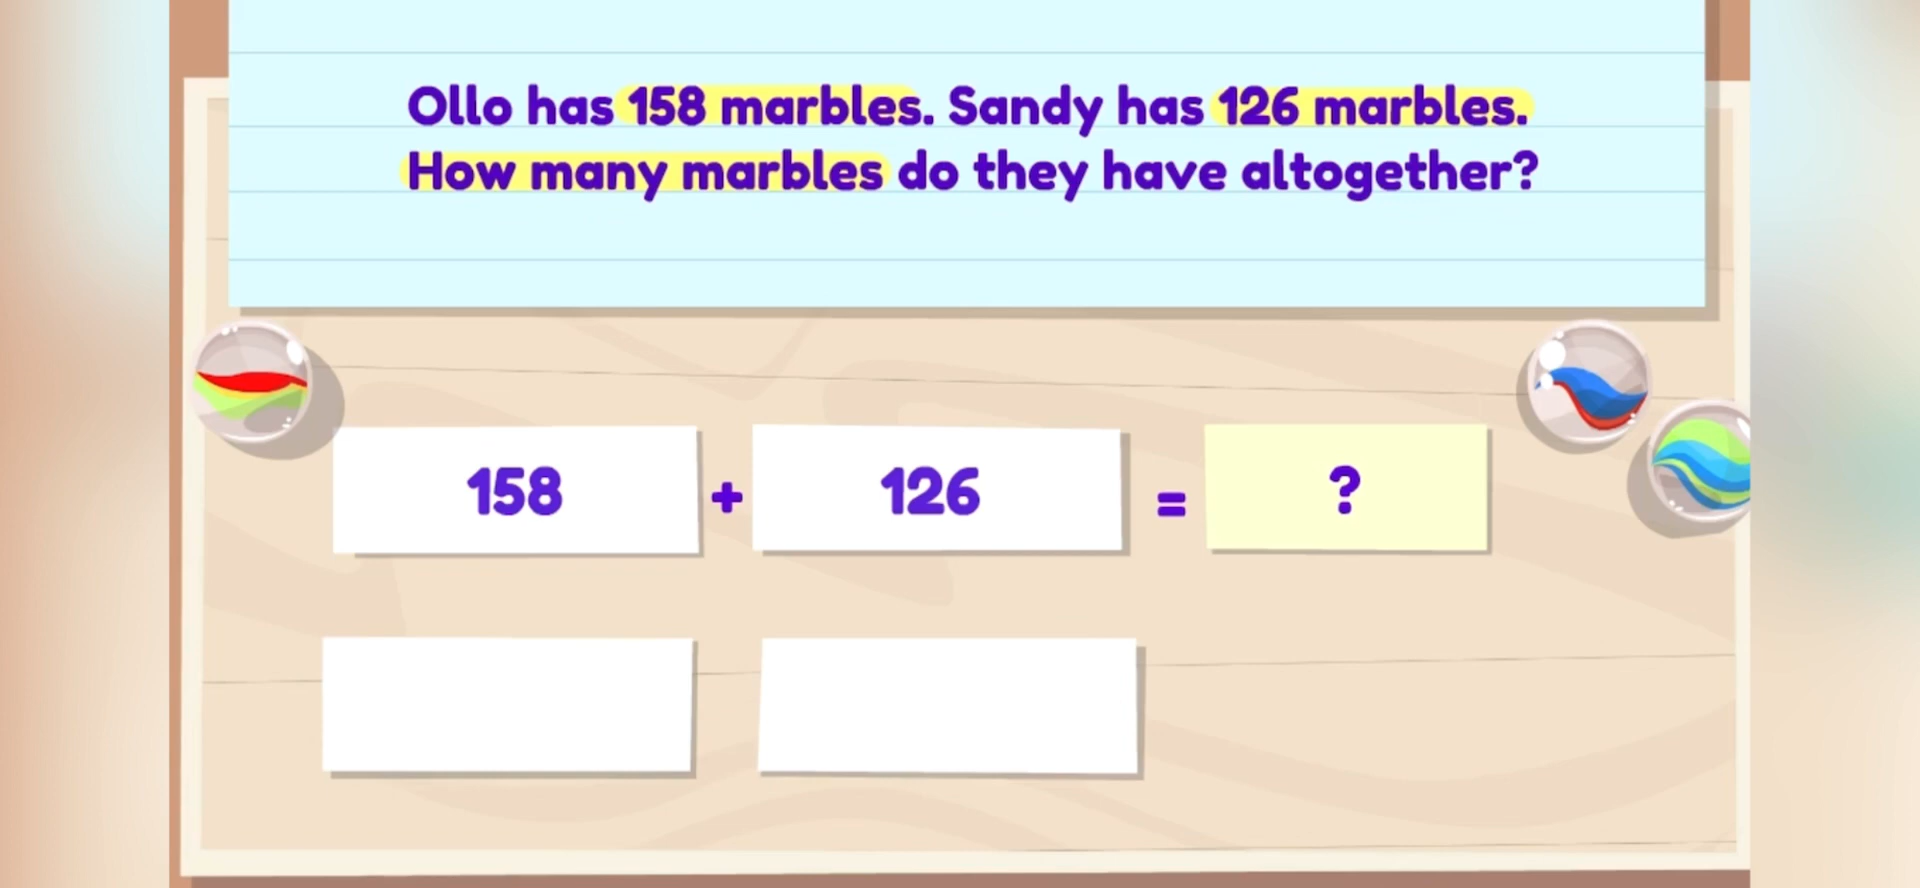 Ollo has 158 marbles. Sandy has 126 marbles.
How many marbles do they have altogether?
158 + 126 = ?